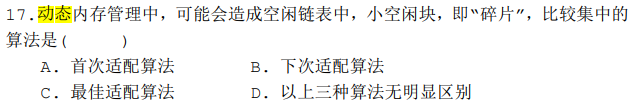 17.动态内存管理中，可能会造成空闲链表中，小空闲块，即“碎片”，比较集中的
算法是(     )
A. 首次适配算法          B. 下次适配算法
C. 最佳适配算法          D. 以上三种算法无明显区别